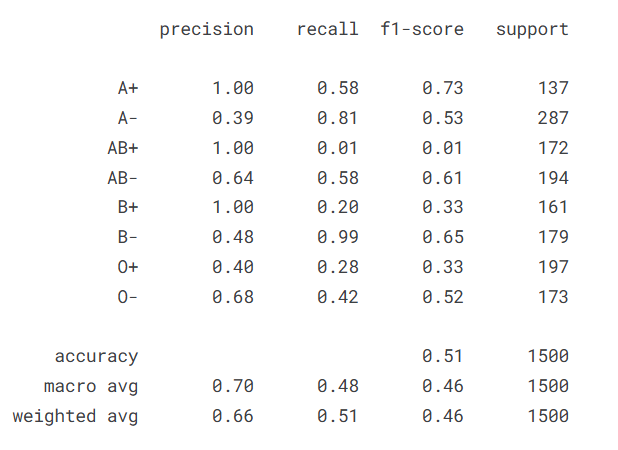 precision recall f1-score support
A+ 1.00 0.58 0.73 137
A- 0.39 0.81 0.53 287
AB+ 1.00 0.01 0.01 172
AB- 0.64 0.58 0.61 194
B+ 1.00 0.20 0.33 161
B- 0.48 0.99 0.65 179
O+ 0.40 0.28 0.33 197
O- 0.68 0.42 0.52 173
accuracy 0.51 1500
macro avg 0.70 0.48 0.46 1500
weighted avg 0.66 0.51 0.46 1500